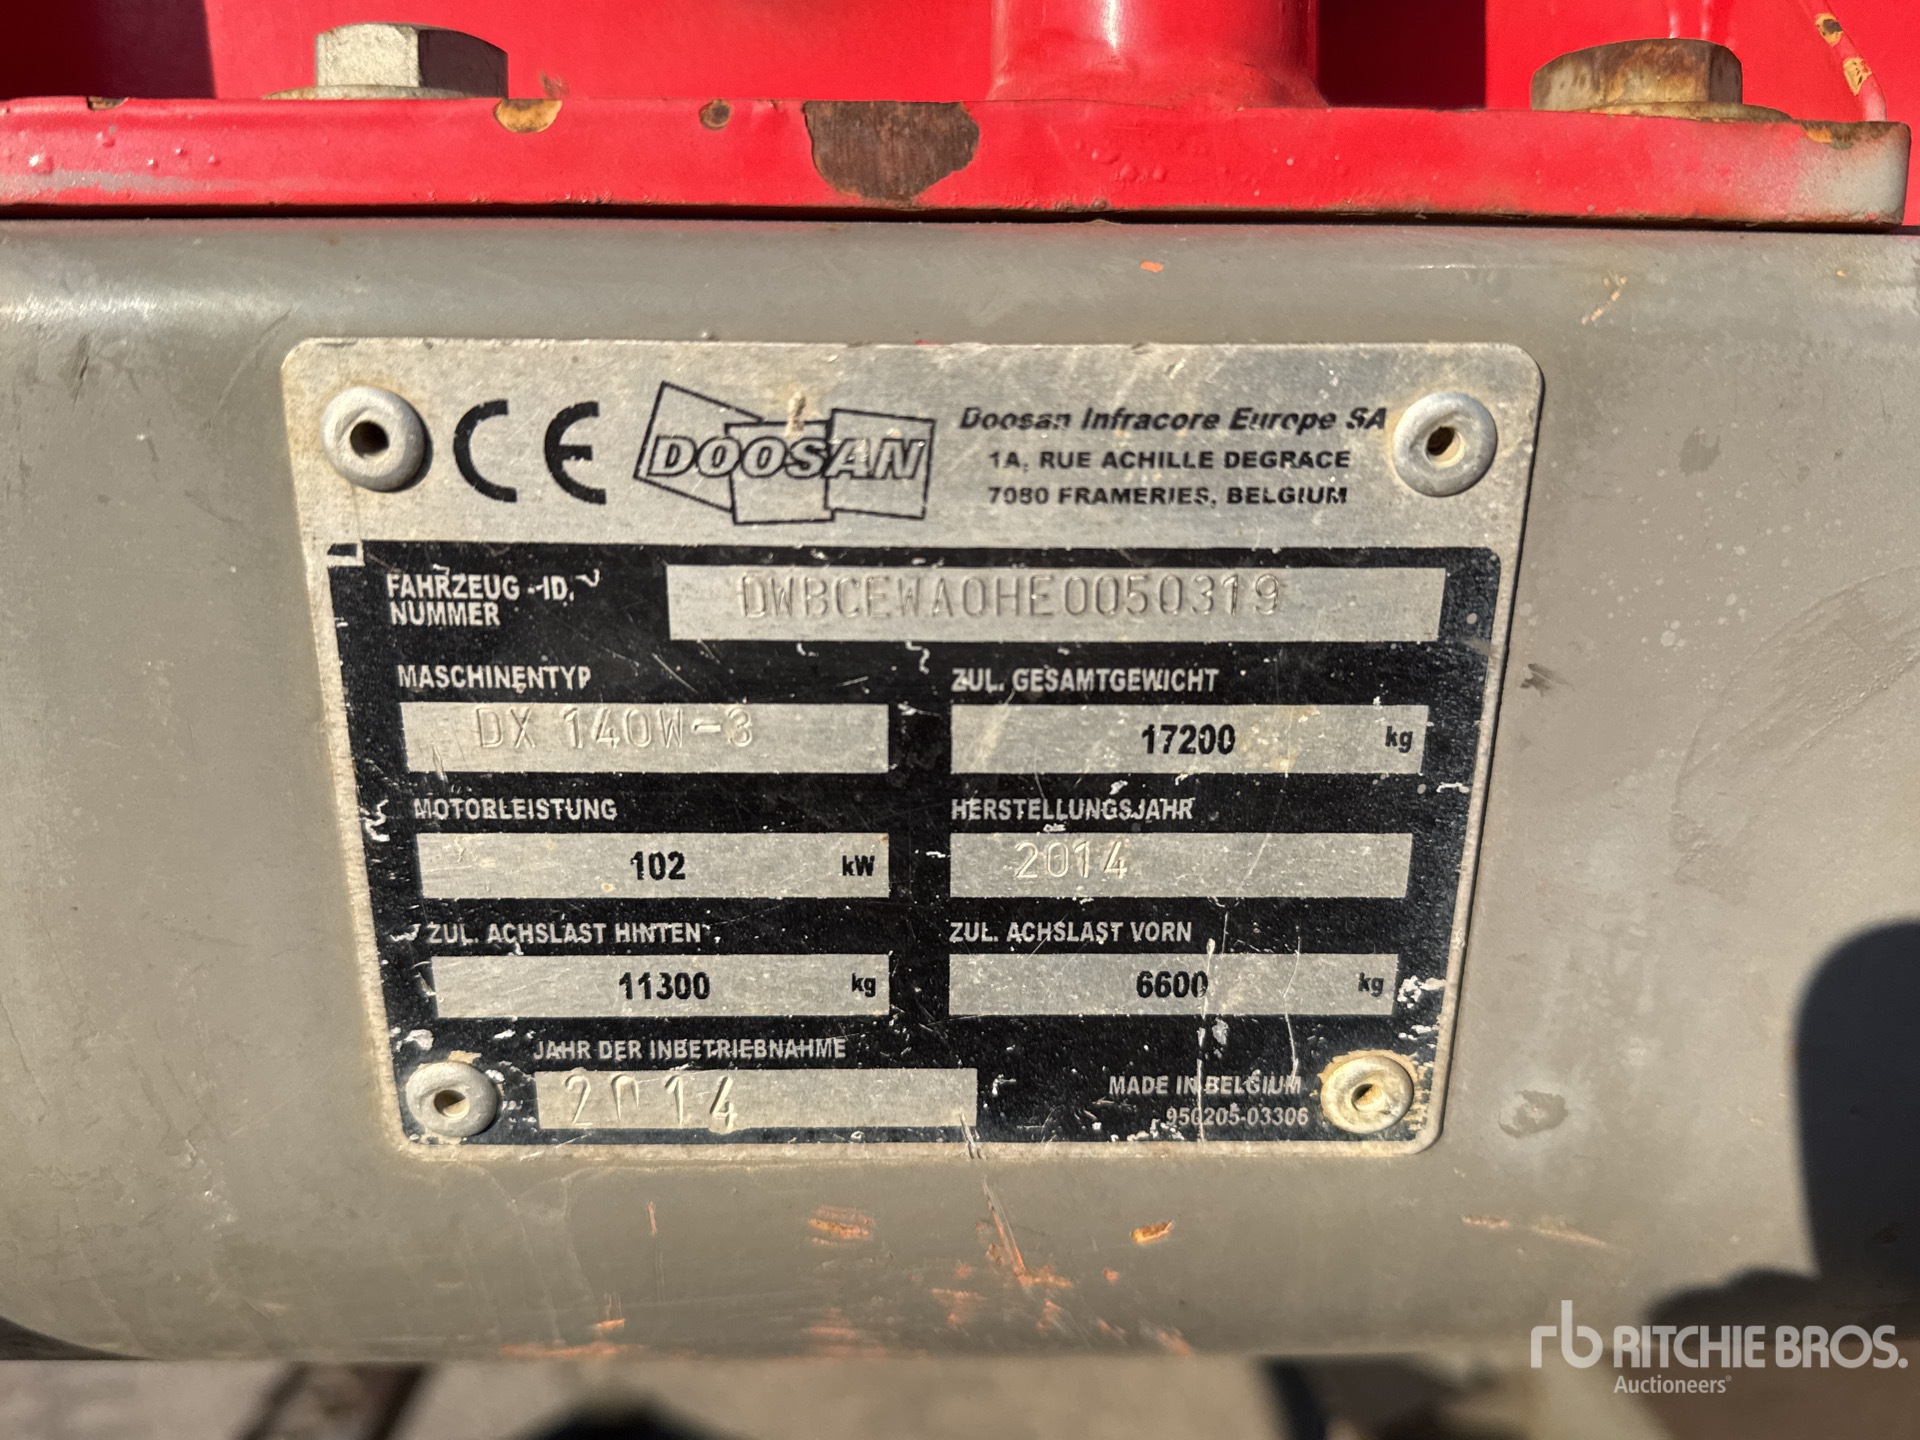 CE
DOOSAN
Doosan Infracore Europe SA
1A, RUE ACHILLE DEGRACE
7080 FRAMERIES, BELGIUM
FAHRZEUG -ID.
NUMMER
DWBCEWA0HE0050319
MASCHINENTYP
ZUL. GESAMTGEWICHT
DX 140W-3
17200 kg
MOTORLEISTUNG
HERSTELLUNGSJAHR
102 kW
2014
ZUL. ACHSLAST HINTEN
ZUL. ACHSLAST VORN
11300 kg
6600 kg
JAHR DER INBETRIEBNAHME
2014
MADE IN BELGIUM
950205-03306
rb RITCHIE BROS.
Auctioneers